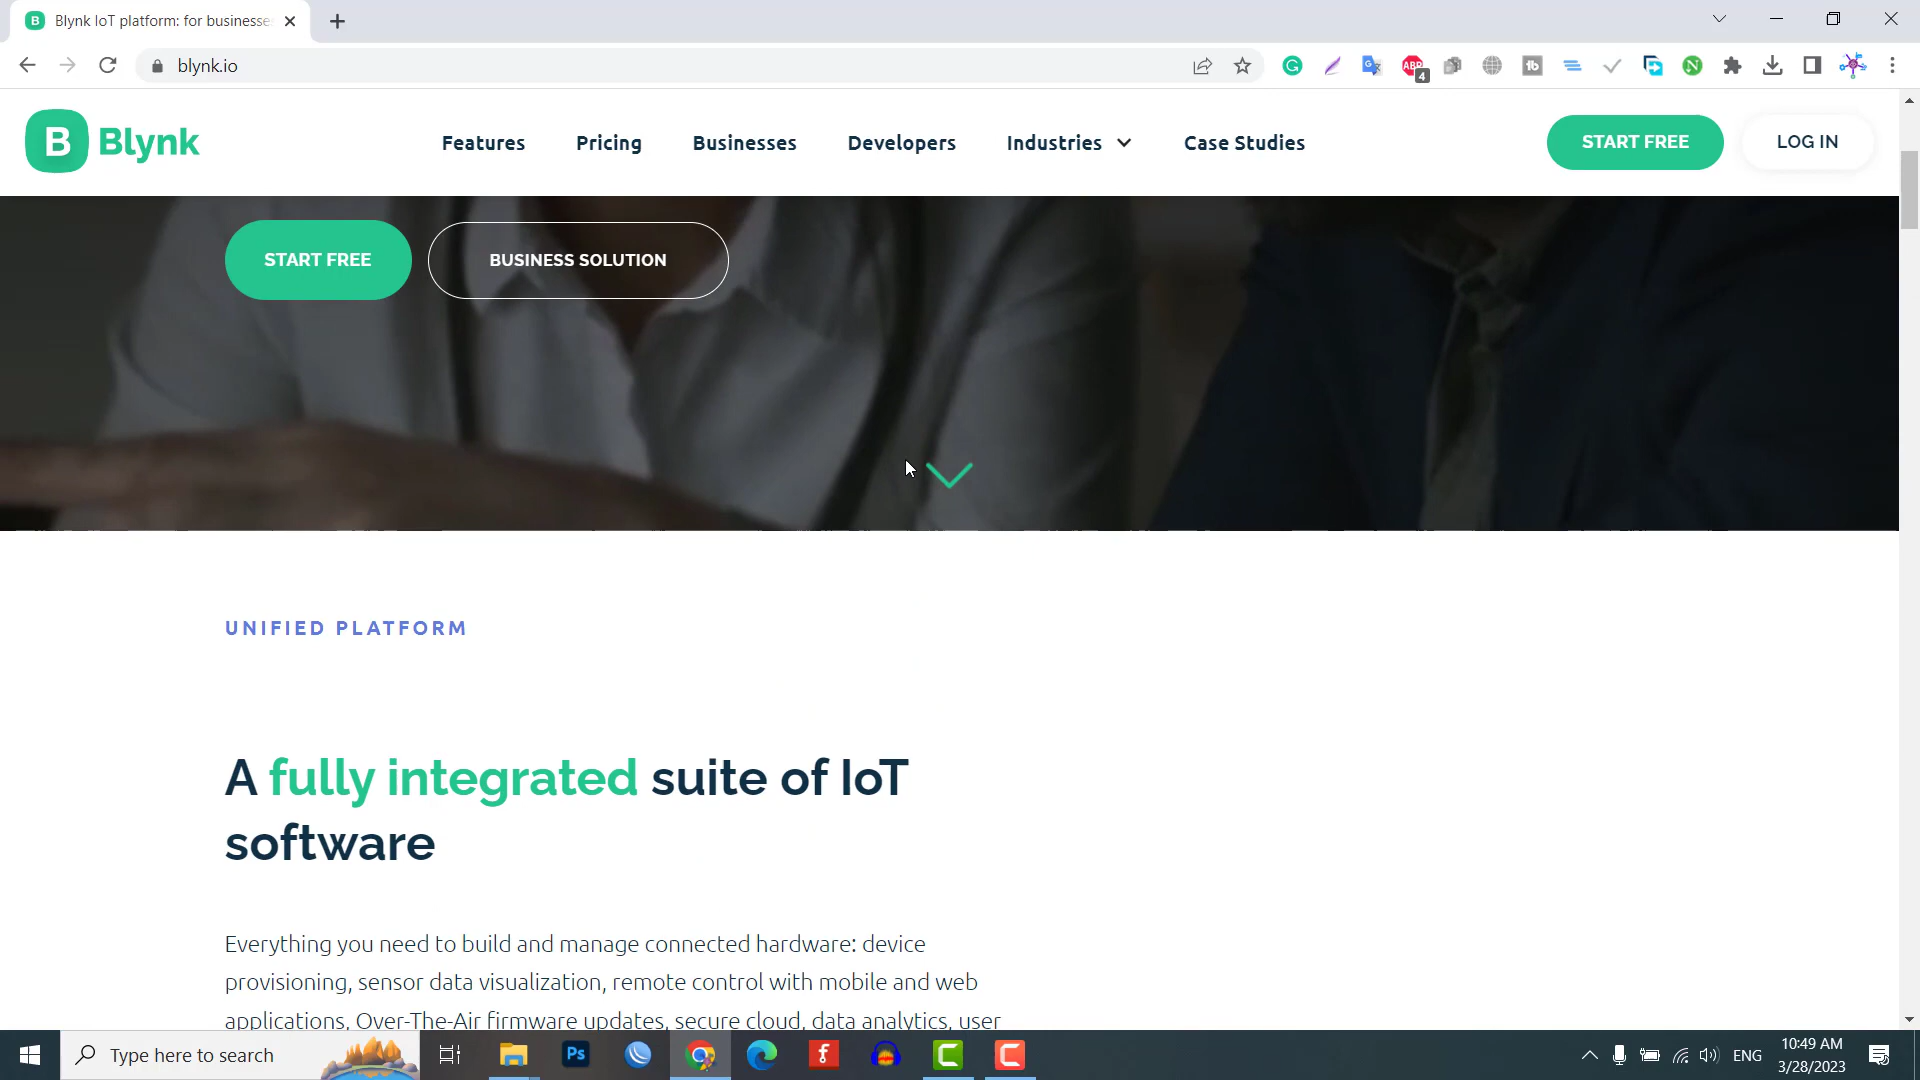 Blynk IoT platform: for businesse
blynk.io
4
B Blynk
Features
Pricing
Businesses
Developers
Industries
Case Studies
START FREE
LOG IN
START FREE
BUSINESS SOLUTION
UNIFIED PLATFORM
A fully integrated suite of IoT
software
Everything you need to build and manage connected hardware: device
provisioning, sensor data visualization, remote control with mobile and web
applications, Over-The-Air firmware updates, secure cloud, data analytics, user
Type here to search
ENG
10:49 AM
3/28/2023